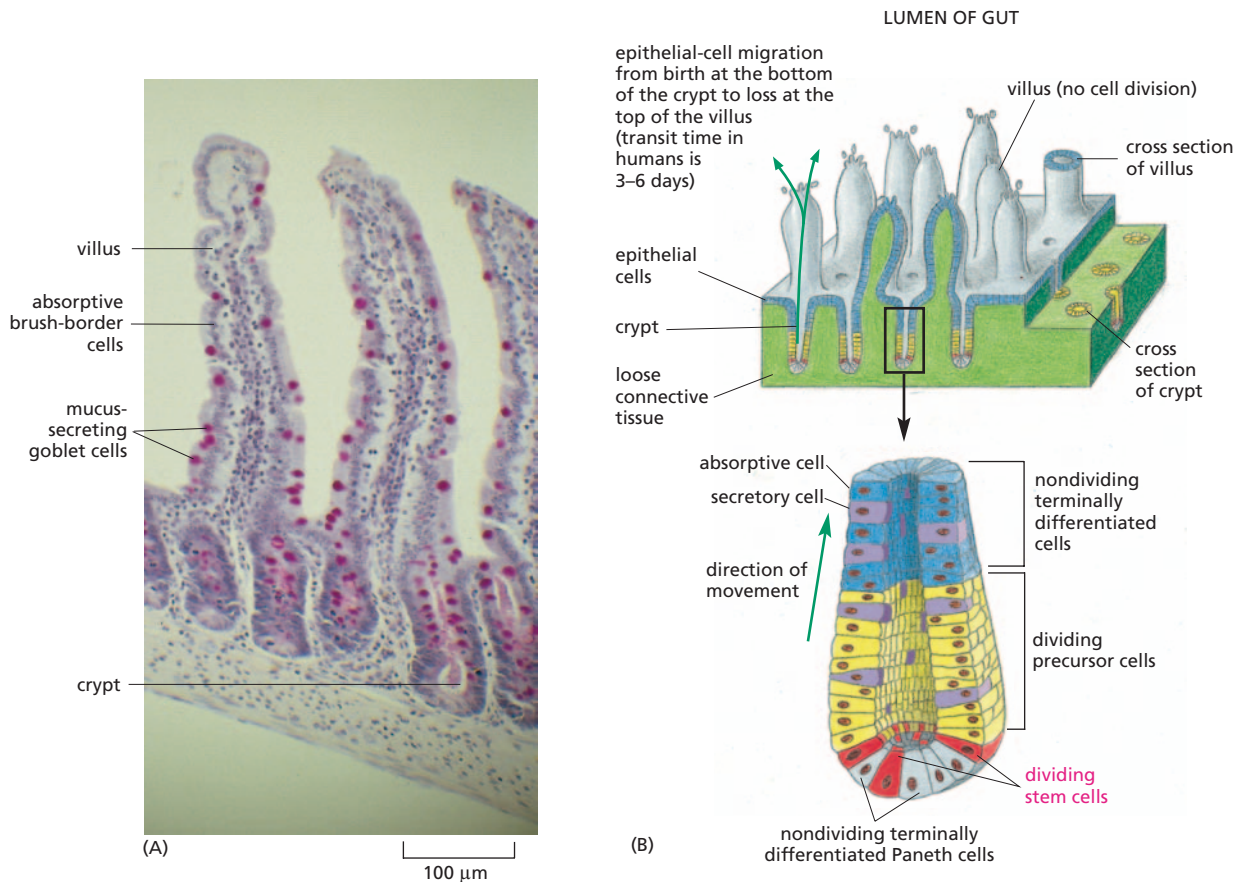 villus
absorptive
brush-border
cells
mucus-
secreting
goblet cells
crypt
(A)
100 μm
LUMEN OF GUT
epithelial-cell migration
from birth at the bottom
of the crypt to loss at the
top of the villus
(transit time in
humans is
3–6 days)
villus (no cell division)
cross section
of villus
epithelial
cells
crypt
loose
connective
tissue
cross
section
of crypt
absorptive cell
secretory cell
direction of
movement
nondividing
terminally
differentiated
cells
dividing
precursor cells
dividing
stem cells
nondividing terminally
differentiated Paneth cells
(B)